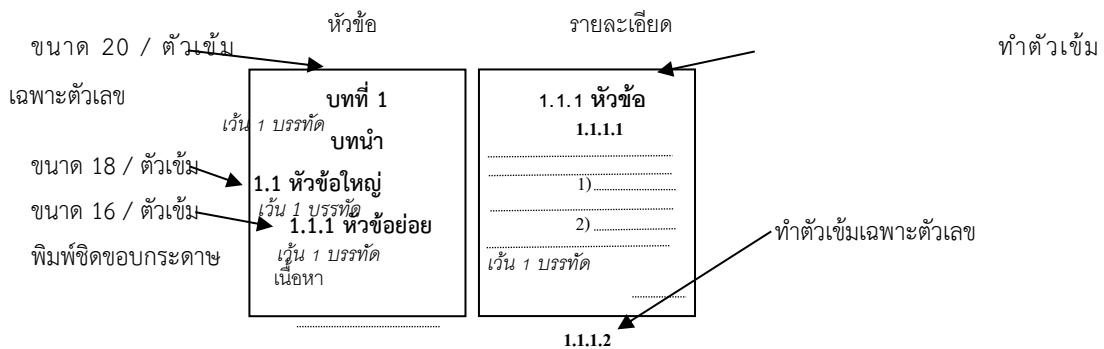 หัวข้อ
รายละเอียด
ขนาด 20 / ตัวเข้ม
ทำตัวเข้ม
เฉพาะตัวเลข
บทที่ 1
เว้น 1 บรรทัด
บทนำ
ขนาด 18 / ตัวเข้ม
1.1 หัวข้อใหญ่
เว้น 1 บรรทัด
ขนาด 16 / ตัวเข้ม
1.1.1 หัวข้อย่อย
พิมพ์ชิดขอบกระดาษ
เว้น 1 บรรทัด
เนื้อหา
1.1.1 หัวข้อ
1.1.1.1
1)
2)
เว้น 1 บรรทัด
ทำตัวเข้มเฉพาะตัวเลข
1.1.1.2